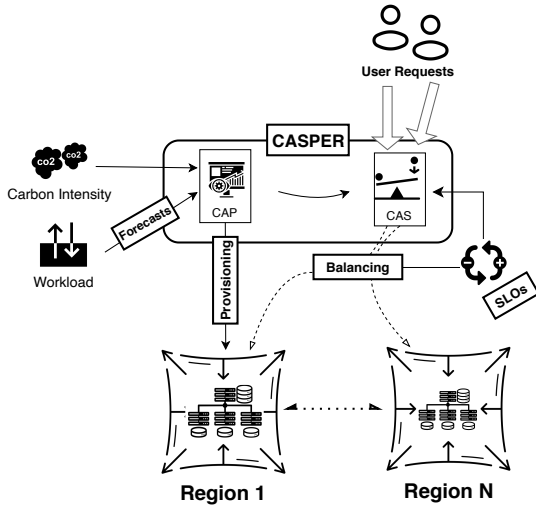 User Requests
CASPER
co2 co2
Carbon Intensity
CAP
CAS
Forecasts
Workload
Provisioning
Balancing
SLOs
Region 1
Region N